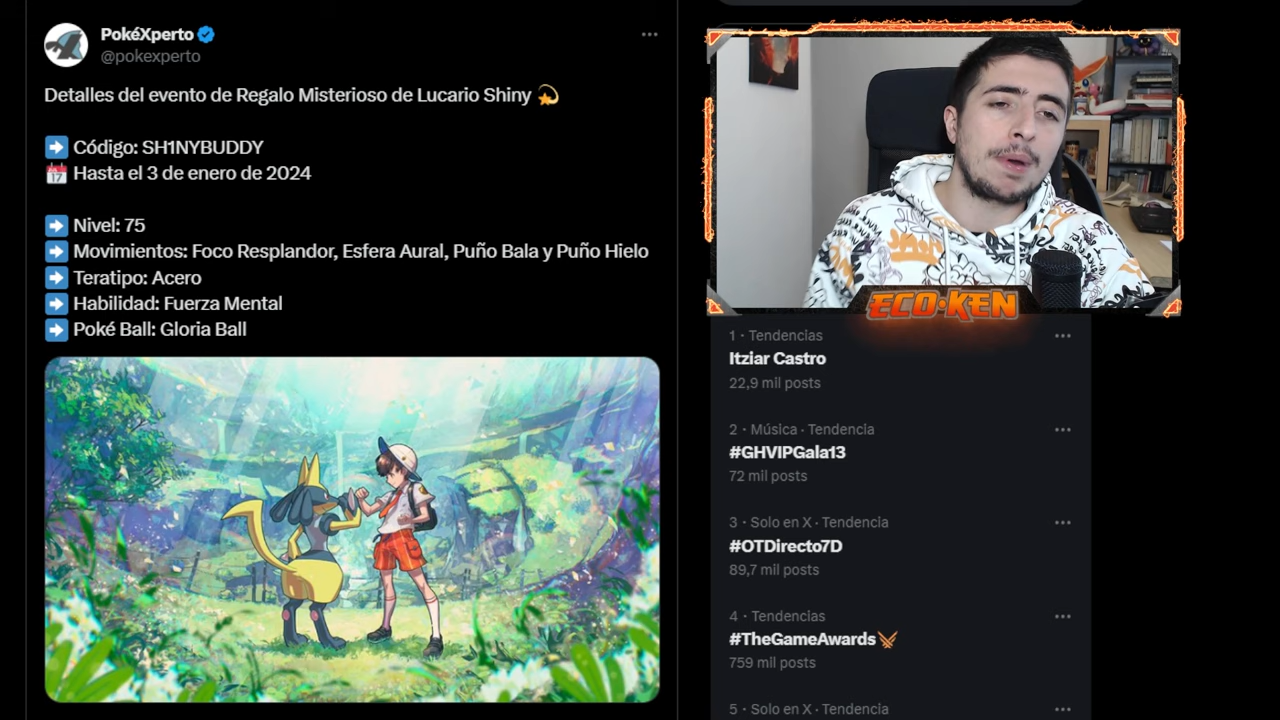 PokéXperto
@pokexperto
Detalles del evento de Regalo Misterioso de Lucario Shiny
Código: SH1NYBUDDY
Hasta el 3 de enero de 2024
Nivel: 75
Movimientos: Foco Resplandor, Esfera Aural, Puño Bala y Puño Hielo
Teratipo: Acero
Habilidad: Fuerza Mental
Poké Ball: Gloria Ball
ECO·KEN
1 · Tendencias
Itziar Castro
22,9 mil posts
2 · Música · Tendencia
#GHVIPGala13
72 mil posts
3 · Solo en X · Tendencia
#OTDirecto7D
89,7 mil posts
4 · Tendencias
#TheGameAwards
759 mil posts
5 · Solo en X · Tendencia